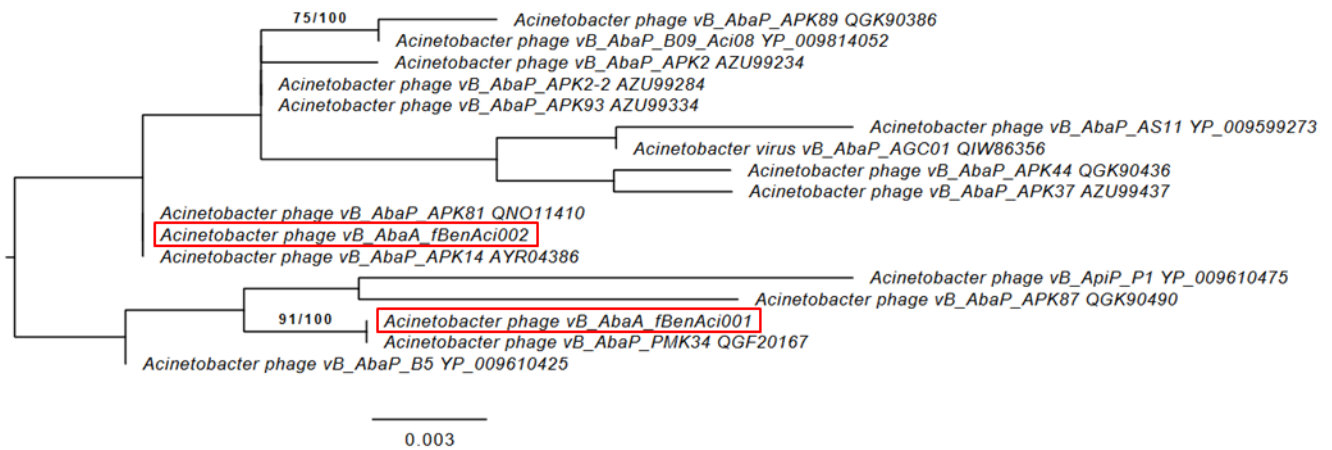 75/100
Acinetobacter phage vB_AbaP_APK89 QGK90386
Acinetobacter phage vB_AbaP_B09_Aci08 YP_009814052
Acinetobacter phage vB_AbaP_APK2 AZU99234
Acinetobacter phage vB_AbaP_APK2-2 AZU99284
Acinetobacter phage vB_AbaP_APK93 AZU99334
Acinetobacter phage vB_AbaP_AS11 YP_009599273
Acinetobacter virus vB_AbaP_AGC01 QIW86356
Acinetobacter phage vB_AbaP_APK44 QGK90436
Acinetobacter phage vB_AbaP_APK37 AZU99437
Acinetobacter phage vB_AbaP_APK81 QNO11410
Acinetobacter phage vB_AbaA_fBenAci002
Acinetobacter phage vB_AbaP_APK14 AYR04386
Acinetobacter phage vB_ApiP_P1 YP_009610475
Acinetobacter phage vB_AbaP_APK87 QGK90490
91/100
Acinetobacter phage vB_AbaA_fBenAci001
Acinetobacter phage vB_AbaP_PMK34 QGF20167
Acinetobacter phage vB_AbaP_B5 YP_009610425
0.003